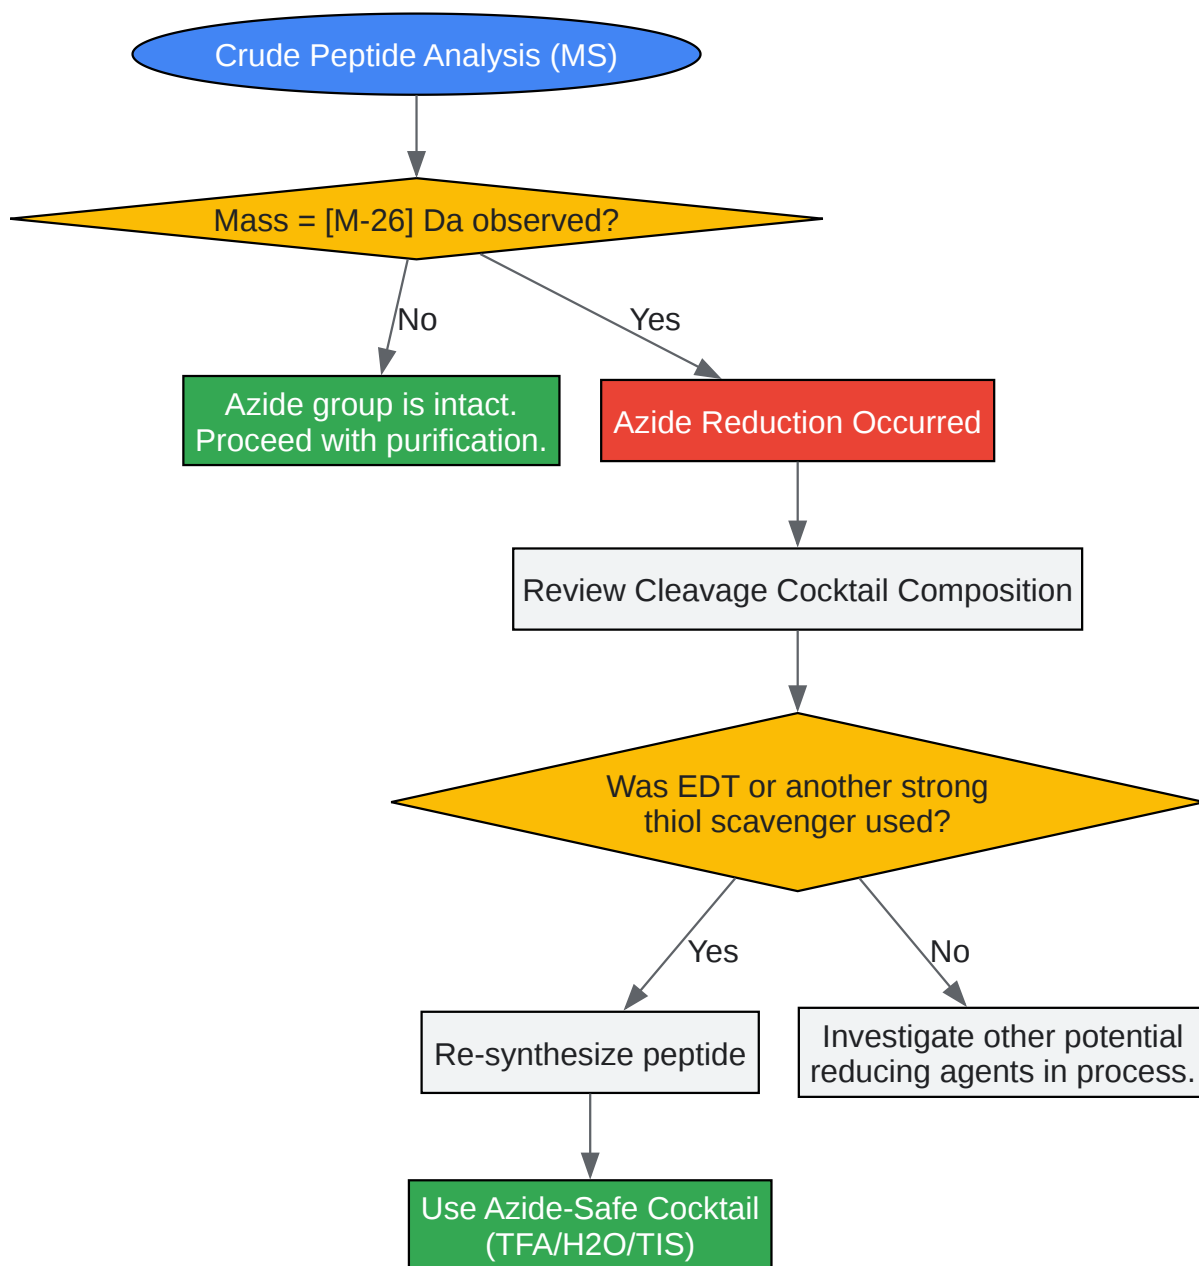 Crude Peptide Analysis (MS)
Mass = [M-26] Da observed?
No
Yes
Azide group is intact.
Proceed with purification.
Azide Reduction Occurred
Review Cleavage Cocktail Composition
Was EDT or another strong
thiol scavenger used?
Yes
No
Re-synthesize peptide
Investigate other potential
reducing agents in process.
Use Azide-Safe Cocktail
(TFA/H2O/TIS)